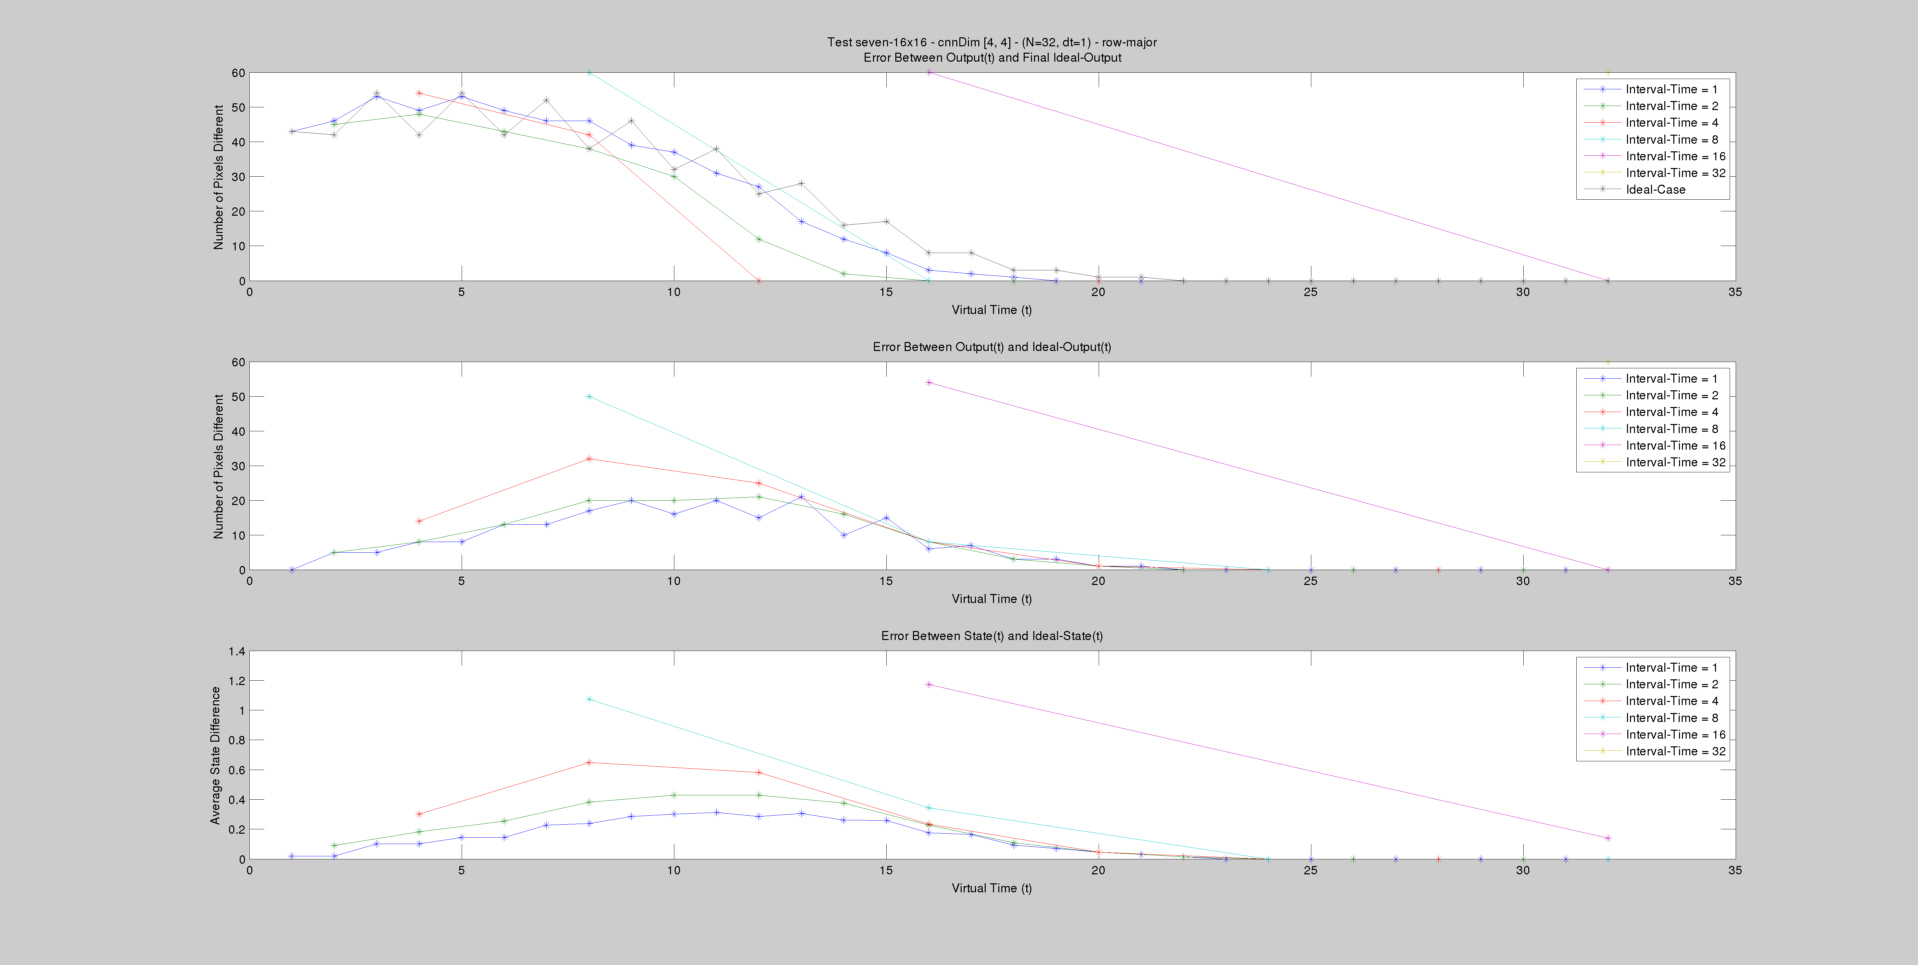 Test seven-16x16 - cnnDim [4, 4] - (N=32, dt=1) - row-major
Error Between Output(t) and Final Ideal-Output
Number of Pixels Different
60
50
40
30
20
10
0
0 5 10 15 20 25 30 35
Virtual Time (t)
Interval-Time = 1
Interval-Time = 2
Interval-Time = 4
Interval-Time = 8
Interval-Time = 16
Interval-Time = 32
Ideal-Case
Error Between Output(t) and Ideal-Output(t)
Number of Pixels Different
60
50
40
30
20
10
0
0 5 10 15 20 25 30 35
Virtual Time (t)
Interval-Time = 1
Interval-Time = 2
Interval-Time = 4
Interval-Time = 8
Interval-Time = 16
Interval-Time = 32
Error Between State(t) and Ideal-State(t)
Average State Difference
1.4
1.2
1
0.8
0.6
0.4
0.2
0
0 5 10 15 20 25 30 35
Virtual Time (t)
Interval-Time = 1
Interval-Time = 2
Interval-Time = 4
Interval-Time = 8
Interval-Time = 16
Interval-Time = 32